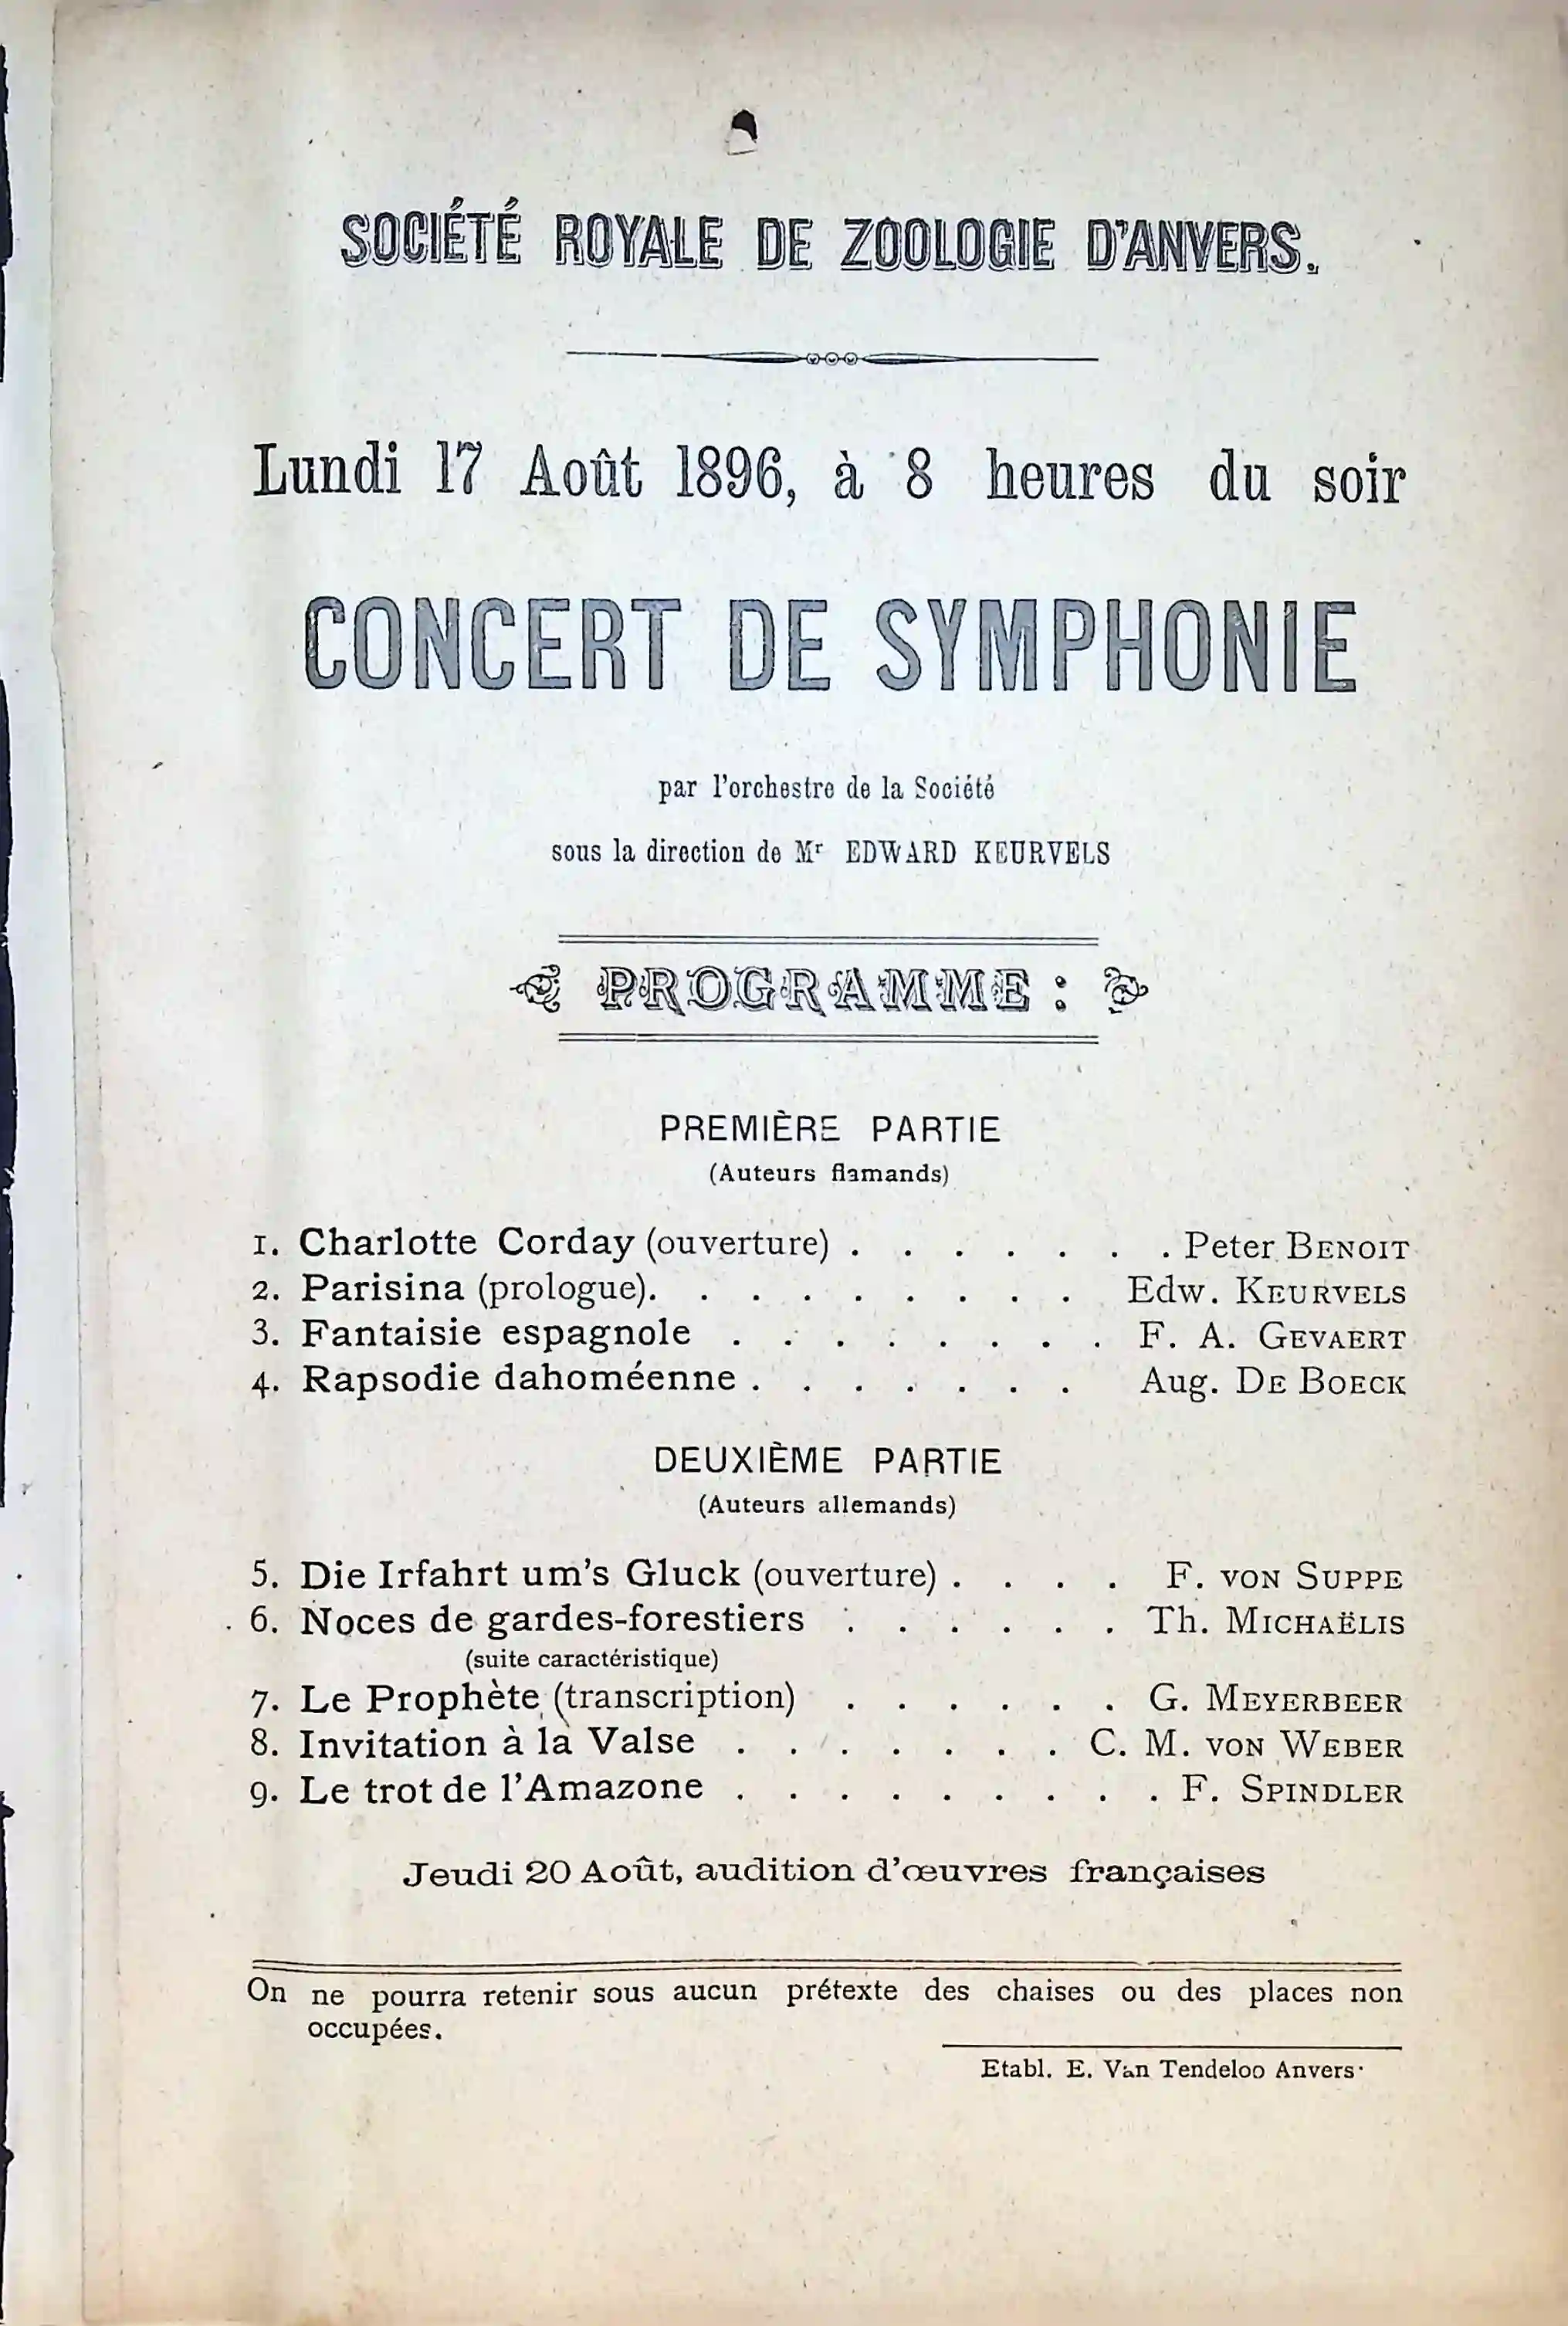 SOCIÉTÉ ROYALE DE ZOOLOGIE D'ANVERS.
Lundi 17 Août 1896, à 8 heures du soir
CONCERT DE SYMPHONIE
par l'orchestre de la Société
sous la direction de Mr EDWARD KEURVELS
PROGRAMME :
PREMIÈRE PARTIE
(Auteurs flamands)
1. Charlotte Corday (ouverture) . . . . . . . Peter BENOIT
2. Parisina (prologue). . . . . . . . . Edw. KEURVELS
3. Fantaisie espagnole . . . . . . . . F. A. GEVAERT
4. Rapsodie dahoméenne . . . . . . . Aug. DE BOECK
DEUXIÈME PARTIE
(Auteurs allemands)
5. Die Irfahrt um's Gluck (ouverture) . . . . F. VON SUPPE
6. Noces de gardes-forestiers . . . . . . Th. MICHAËLIS
(suite caractéristique)
7. Le Prophète (transcription) . . . . . . G. MEYERBEER
8. Invitation à la Valse . . . . . . . C. M. VON WEBER
9. Le trot de l'Amazone . . . . . . . . . F. SPINDLER
Jeudi 20 Août, audition d'œuvres françaises
On ne pourra retenir sous aucun prétexte des chaises ou des places non
occupées.
Etabl. E. Van Tendeloo Anvers·